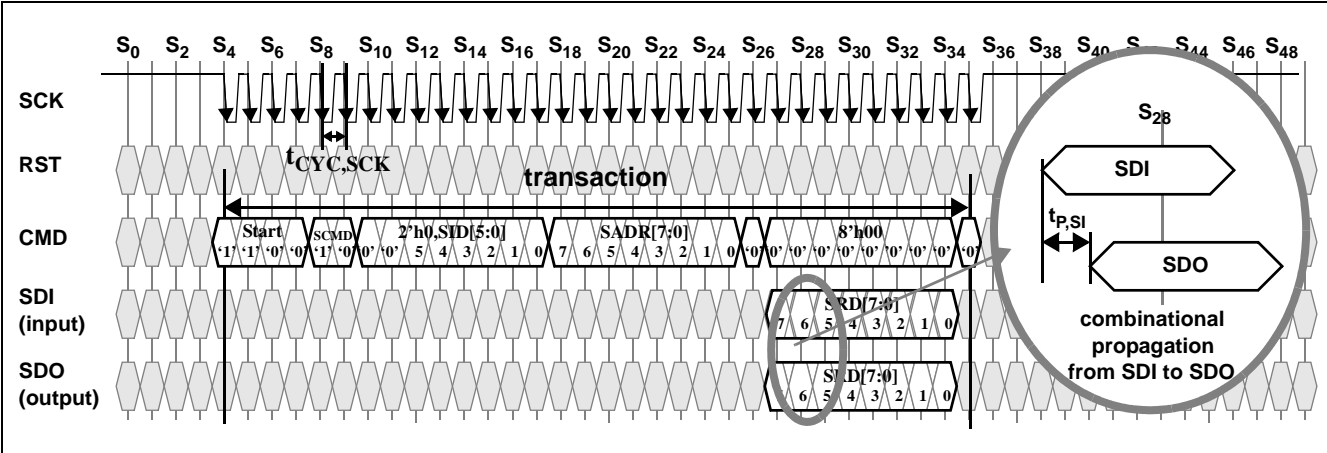 S0 S2 S4 S6 S8 S10 S12 S14 S16 S18 S20 S22 S24 S26 S28 S30 S32 S34 S36 S38 S40 S44 S46 S48
SCK
tCYC,SCK
RST
transaction
CMD
Start SCMD 2'h0,SID[5:0] SADR[7:0] 8'h00
‘1’ ‘1’ ‘0’ ‘0’ ‘1’ ‘0’ ‘0’ ‘0’ 5 4 3 2 1 0 7 6 5 4 3 2 1 0 ‘0’ ‘0’ ‘0’ ‘0’ ‘0’ ‘0’ ‘0’ ‘0’ ‘0’ ‘0’
SDI
(input)
SRD[7:0]
7 6 5 4 3 2 1 0
SDO
(output)
SRD[7:0]
6 5 4 3 2 1 0
S28
SDI
tP,SI
SDO
combinational
propagation
from SDI to SDO